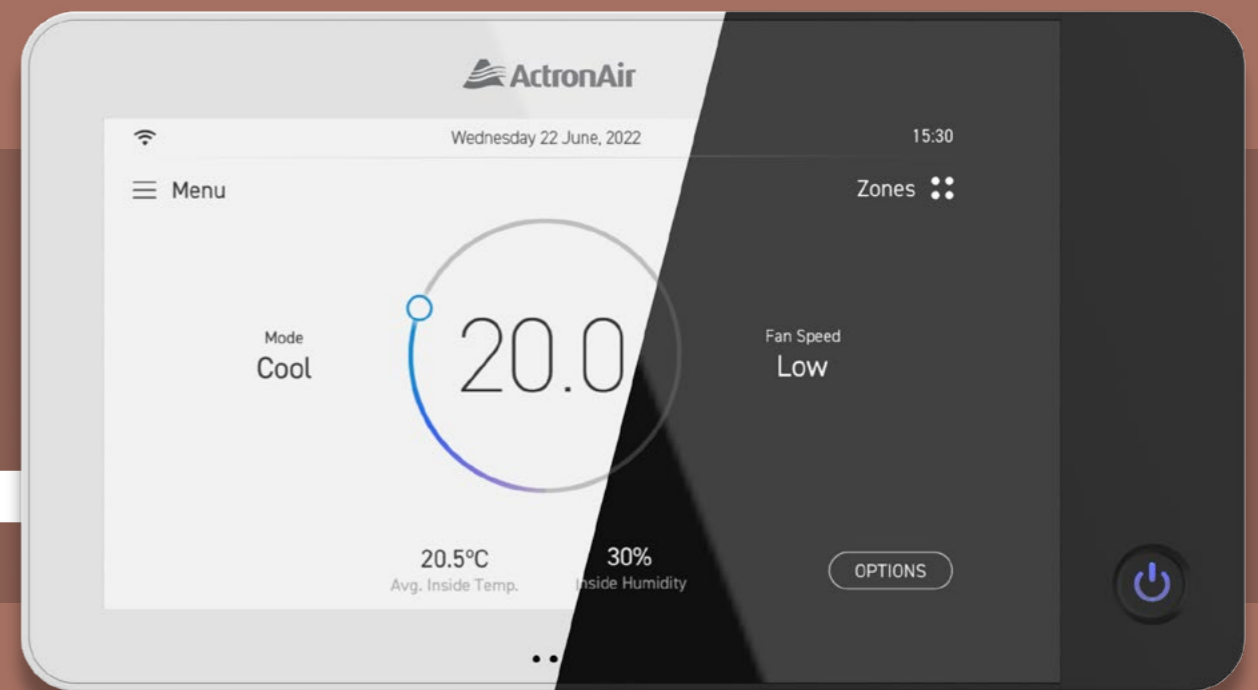 ActronAir
Wednesday 22 June, 2022 15:30
Menu Zones
Mode Fan Speed
Cool 20.0 Low
20.5°C 30%
Avg. Inside Temp. Inside Humidity
OPTIONS